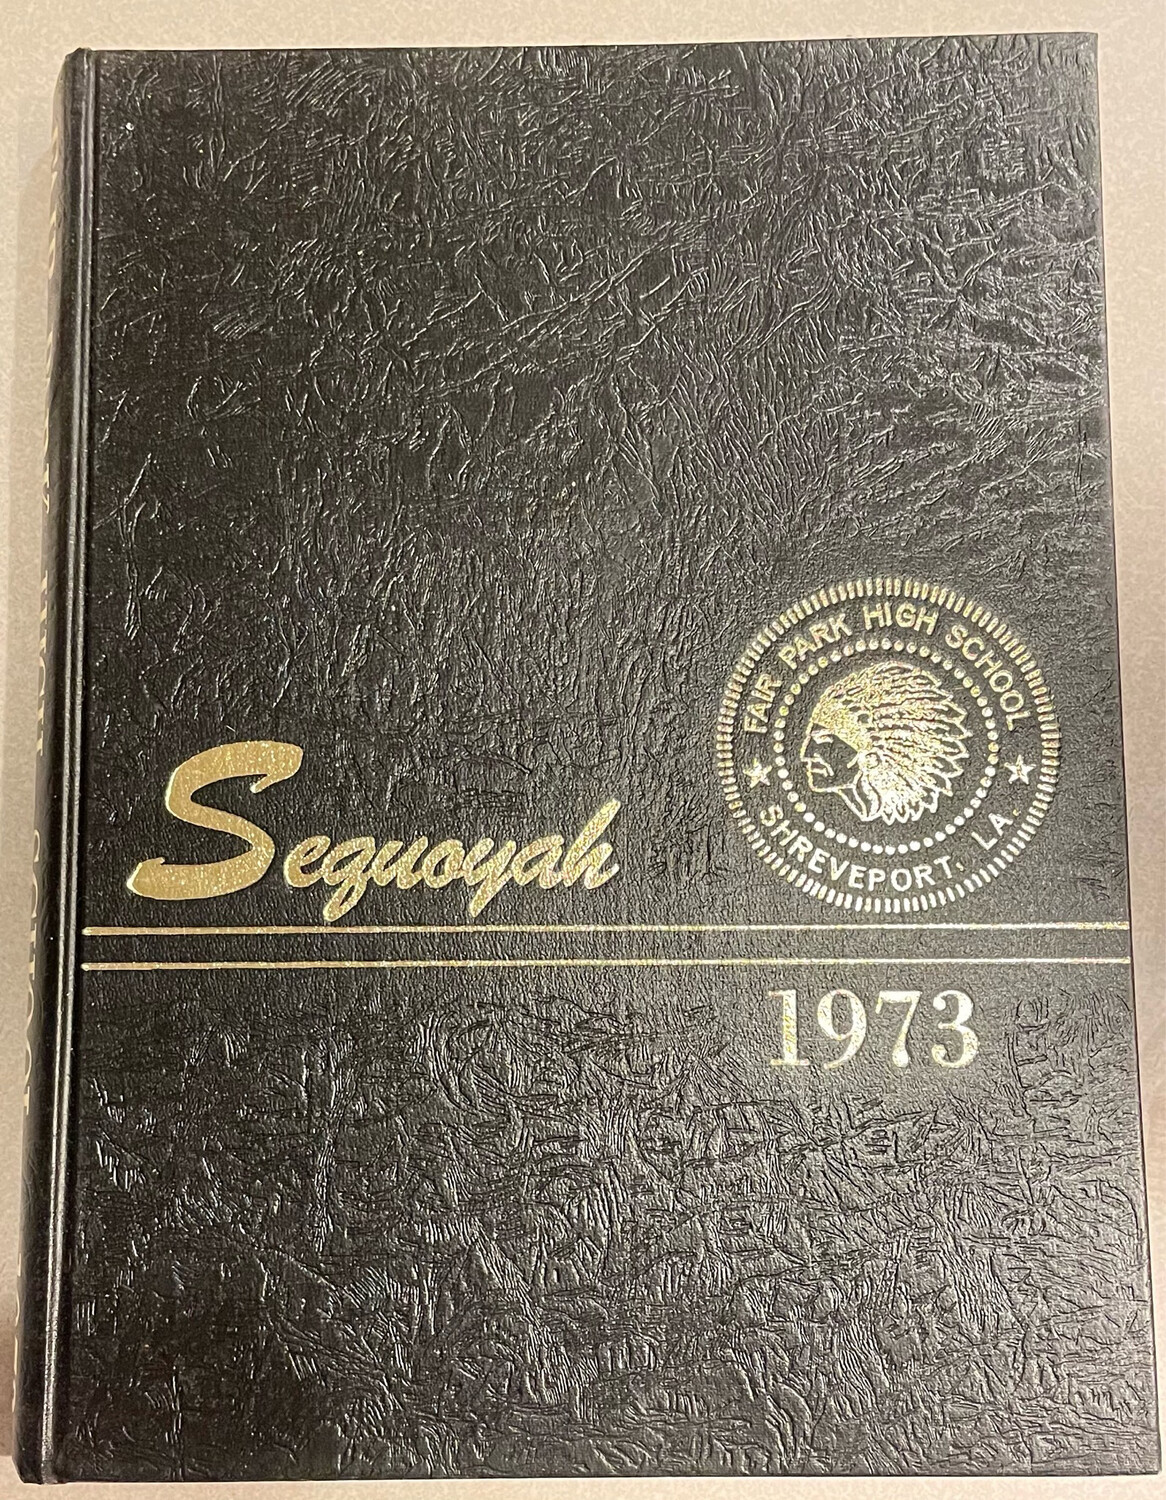 FAIR PARK HIGH SCHOOL
SHREVEPORT, LA.
Sequoyah
1973